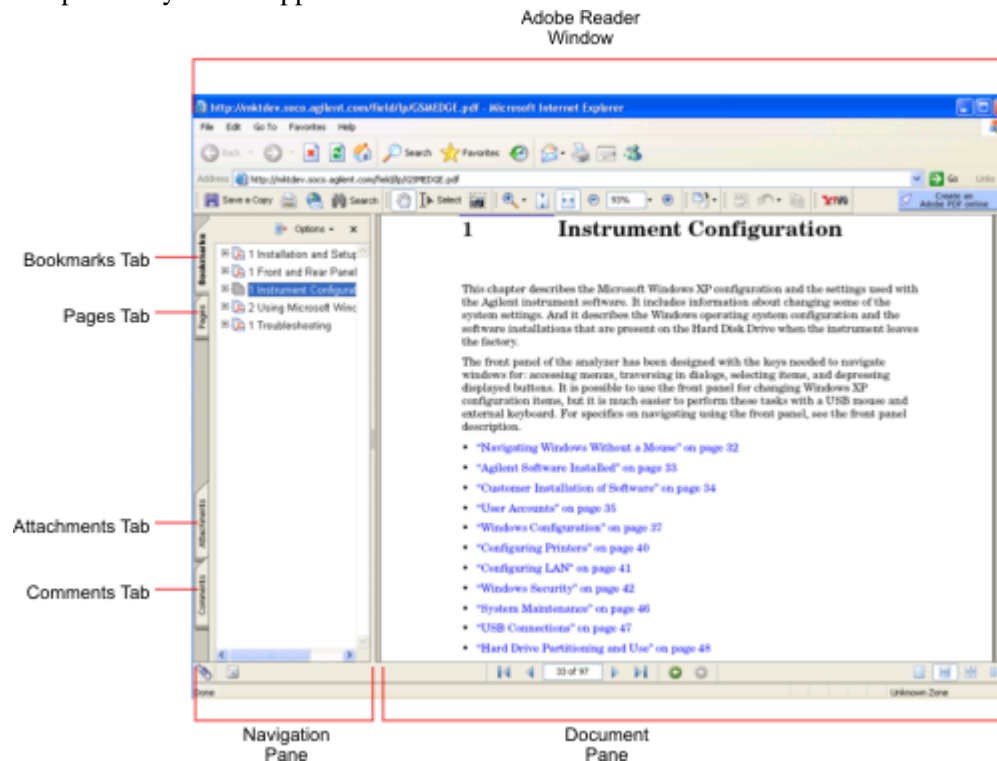 Adobe Reader
Window
http://mktdev.soco.agilent.com/field/lp/GSMEDGE.pdf - Microsoft Internet Explorer
File Edit Go To Favorites Help
Back Search Favorites
Address http://mktdev.soco.agilent.com/field/lp/GSMEDGE.pdf Go Links
Save a Copy Search Select 93% Create an
Adobe PDF online
Options x
Bookmarks
Pages
Attachments
Comments
Bookmarks Tab
Pages Tab
Attachments Tab
Comments Tab
1 Installation and Setup
1 Front and Rear Panel
1 Instrument Configurat
2 Using Microsoft Winc
1 Troubleshooting
1 Instrument Configuration
This chapter describes the Microsoft Windows XP configuration and the settings used with
the Agilent instrument software. It includes information about changing some of the
system settings. And it describes the Windows operating system configuration and the
software installations that are present on the Hard Disk Drive when the instrument leaves
the factory.
The front panel of the analyzer has been designed with the keys needed to navigate
windows for: accessing menus, traversing in dialogs, selecting items, and depressing
displayed buttons. It is possible to use the front panel for changing Windows XP
configuration items, but it is much easier to perform these tasks with a USB mouse and
external keyboard. For specifics on navigating using the front panel, see the front panel
description.
• "Navigating Windows Without a Mouse" on page 32
• "Agilent Software Installed" on page 33
• "Customer Installation of Software" on page 34
• "User Accounts" on page 35
• "Windows Configuration" on page 37
• "Configuring Printers" on page 40
• "Configuring LAN" on page 41
• "Windows Security" on page 42
• "System Maintenance" on page 46
• "USB Connections" on page 47
• "Hard Drive Partitioning and Use" on page 48
33 of 97
Done Unknown Zone
Navigation
Pane
Document
Pane